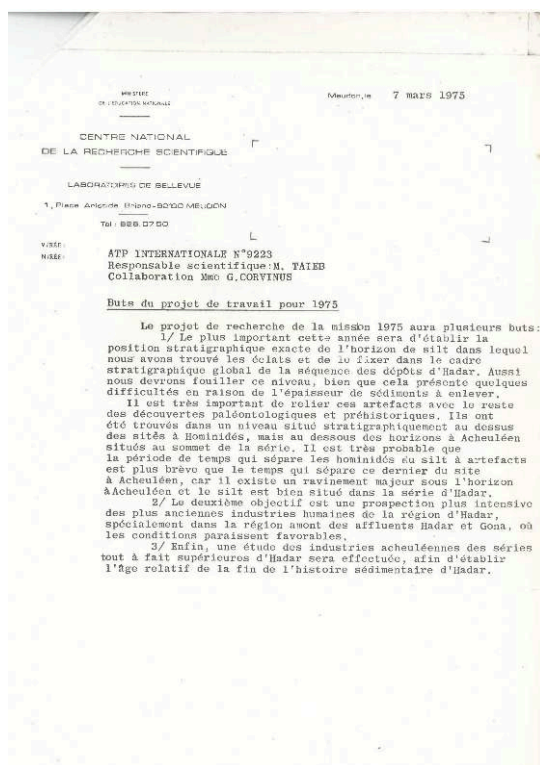 MINISTERE
DE L'EDUCATION NATIONALE
Meudon, le 7 mars 1975
CENTRE NATIONAL
DE LA RECHERCHE SCIENTIFIQUE
LABORATOIRES DE BELLEVUE
1, Place Aristide Briand-92190 MEUDON
Tél : 626.07.50
V/RÉF :
N/RÉF :
ATP INTERNATIONALE N°9223
Responsable scientifique:M. TAIEB
Collaboration Mme G.CORVINUS
Buts du projet de travail pour 1975
Le projet de recherche de la mission 1975 aura plusieurs buts:
1/ Le plus important cette année sera d'établir la
position stratigraphique exacte de l'horizon de silt dans lequel
nous avons trouvé les éclats et de le fixer dans le cadre
stratigraphique global de la séquence des dépôts d'Hadar. Aussi
nous devrons fouiller ce niveau, bien que cela présente quelques
difficultés en raison de l'épaisseur de sédiments à enlever.
Il est très important de relier ces artefacts avec le reste
des découvertes paléontologiques et préhistoriques. Ils ont
été trouvés dans un niveau situé stratigraphiquement au dessus
des sites à Hominidés, mais au dessous des horizons à Acheuléen
situés au sommet de la série. Il est très probable que
la période de temps qui sépare les hominidés du silt à artefacts
est plus brève que le temps qui sépare ce dernier du site
à Acheuléen, car il existe un ravinement majeur sous l'horizon
à Acheuléen et le silt est bien situé dans la série d'Hadar.
2/ Le deuxième objectif est une prospection plus intensive
des plus anciennes industries humaines de la région d'Hadar,
spécialement dans la région amont des affluents Hadar et Gona, où
les conditions paraissent favorables.
3/ Enfin, une étude des industries acheuléennes des séries
tout à fait supérieures d'Hadar sera effectuée, afin d'établir
l'âge relatif de la fin de l'histoire sédimentaire d'Hadar.